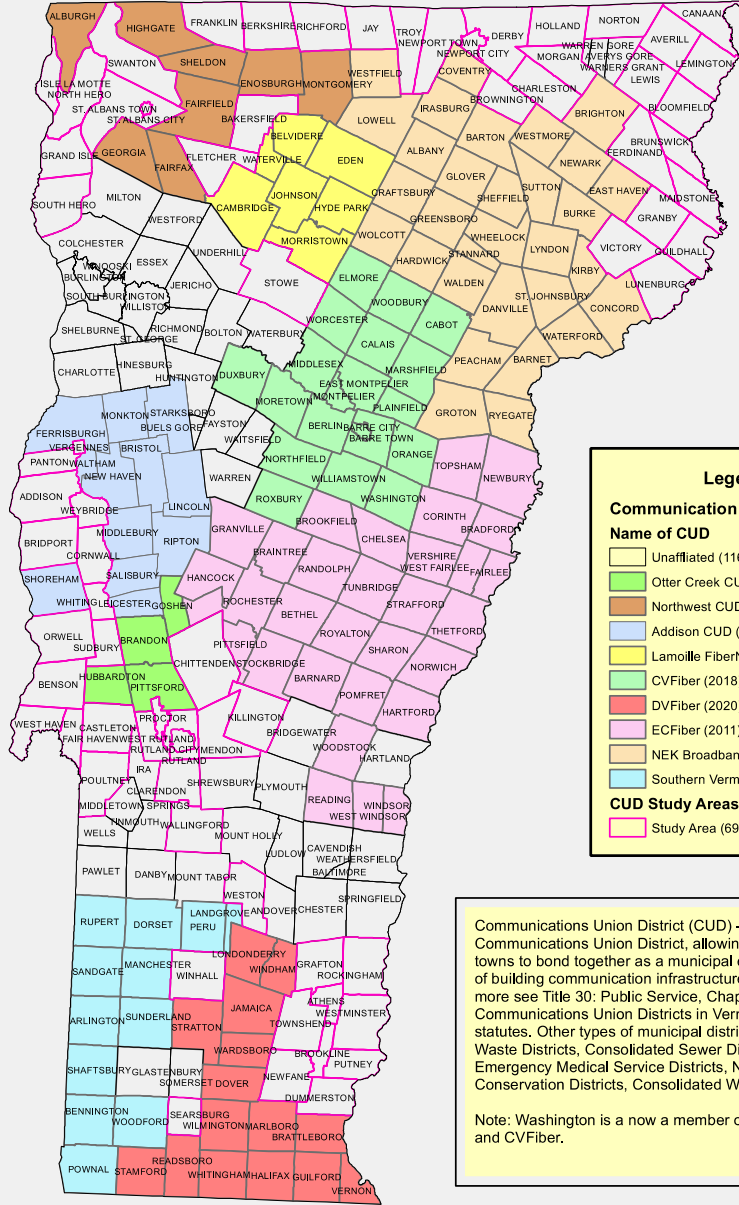 ALBURGH
HIGHGATE
FRANKLIN
BERKSHIRE
RICHFORD
JAY
TROY
NEWPORT TOWN
NEWPORT CITY
DERBY
HOLLAND
NORTON
CANAAN
WARREN GORE
AVERYS GORE
WARNERS GRANT
AVERILL
LEMINGTON
SWANTON
SHELDON
ENOSBURGH
MONTGOMERY
WESTFIELD
COVENTRY
MORGAN
LEWIS
CHARLESTON
BROWNINGTON
BLOOMFIELD
ISLE LA MOTTE
NORTH HERO
ST. ALBANS TOWN
ST. ALBANS CITY
FAIRFIELD
BAKERSFIELD
LOWELL
IRASBURG
BRIGHTON
BRUNSWICK
FERDINAND
GRAND ISLE
GEORGIA
FAIRFAX
FLETCHER
WATERVILLE
BELVIDERE
EDEN
ALBANY
BARTON
WESTMORE
NEWARK
EAST HAVEN
MAIDSTONE
SOUTH HERO
MILTON
WESTFORD
CAMBRIDGE
JOHNSON
HYDE PARK
CRAFTSBURY
GLOVER
SHEFFIELD
SUTTON
BURKE
GRANBY
GUILDHALL
VICTORY
COLCHESTER
WINOOSKI
BURLINGTON
SOUTH BURLINGTON
ESSEX
UNDERHILL
JERICHO
WILLISTON
STOWE
MORRISTOWN
WOLCOTT
GREENSBORO
HARDWICK
STANNARD
WHEELOCK
LYNDON
KIRBY
LUNENBURG
CONCORD
ELMORE
WOODBURY
WALDEN
DANVILLE
ST. JOHNSBURY
WATERFORD
SHELBURNE
ST. GEORGE
RICHMOND
BOLTON
WATERBURY
WORCESTER
CALAIS
CABOT
PEACHAM
BARNET
CHARLOTTE
HINESBURG
HUNTINGTON
DUXBURY
MIDDLESEX
EAST MONTPELIER
MONTPELIER
MARSHFIELD
PLAINFIELD
GROTON
RYEGATE
FERRISBURGH
MONKTON
STARKSBORO
BUELS GORE
FAYSTON
WAITSFIELD
MORETOWN
BERLIN
BARRE CITY
BARRE TOWN
ORANGE
TOPSHAM
NEWBURY
VERGENNES
PANTON
WALTHAM
NEW HAVEN
BRISTOL
WARREN
NORTHFIELD
WILLIAMSTOWN
WASHINGTON
CORINTH
BRADFORD
ADDISON
WEYBRIDGE
LINCOLN
ROXBURY
BROOKFIELD
CHELSEA
VERSHIRE
WEST FAIRLEE
FAIRLEE
BRIDPORT
CORNWALL
MIDDLEBURY
RIPTON
GRANVILLE
BRAINTREE
RANDOLPH
TUNBRIDGE
STRAFFORD
THETFORD
SHOREHAM
SALISBURY
WHITING
LEICESTER
GOSHEN
HANCOCK
ROCHESTER
BETHEL
ROYALTON
SHARON
NORWICH
ORWELL
SUDBURY
BRANDON
PITTSFIELD
CHITTENDEN
STOCKBRIDGE
BARNARD
POMFRET
HARTFORD
BENSON
HUBBARDTON
PITTSFORD
WEST HAVEN
CASTLETON
FAIR HAVEN
PROCTOR
WEST RUTLAND
RUTLAND CITY
RUTLAND
MENDON
KILLINGTON
BRIDGEWATER
WOODSTOCK
HARTLAND
POULTNEY
IRA
CLARENDON
SHREWSBURY
PLYMOUTH
READING
WEST WINDSOR
WINDSOR
MIDDLETOWN SPRINGS
TINMOUTH
WALLINGFORD
MOUNT HOLLY
WELLS
LUDLOW
CAVENDISH
WEATHERSFIELD
BALTIMORE
PAWLET
DANBY
MOUNT TABOR
WESTON
ANDOVER
CHESTER
SPRINGFIELD
RUPERT
DORSET
LANDGROVE
PERU
LONDONDERRY
WINDHAM
GRAFTON
ROCKINGHAM
SANDGATE
MANCHESTER
WINHALL
JAMAICA
TOWNSHEND
ATHENS
WESTMINSTER
ARLINGTON
SUNDERLAND
STRATTON
WARDSBORO
BROOKLINE
PUTNEY
SHAFTSBURY
GLASTENBURY
SOMERSET
DOVER
NEWFANE
DUMMERSTON
BENNINGTON
WOODFORD
SEARSBURG
WILMINGTON
MARLBORO
BRATTLEBORO
POWNAL
STAMFORD
READSBORO
WHITINGHAM
HALIFAX
GUILFORD
VERNON
Lege
Communication
Name of CUD
Unaffliated (116
Otter Creek CU
Northwest CUD
Addison CUD (
Lamoille FiberN
CVFiber (2018
DVFiber (2020
ECFiber (2011)
NEK Broadban
Southern Verm
CUD Study Areas
Study Area (69
Communications Union District (CUD) -
Communications Union District, allowin
towns to bond together as a municipal e
of building communication infrastructure
more see Title 30: Public Service, Chap
Communications Union Districts in Verm
statutes. Other types of municipal distri
Waste Districts, Consolidated Sewer Di
Emergency Medical Service Districts, N
Conservation Districts, Consolidated W
Note: Washington is a now a member o
and CVFiber.